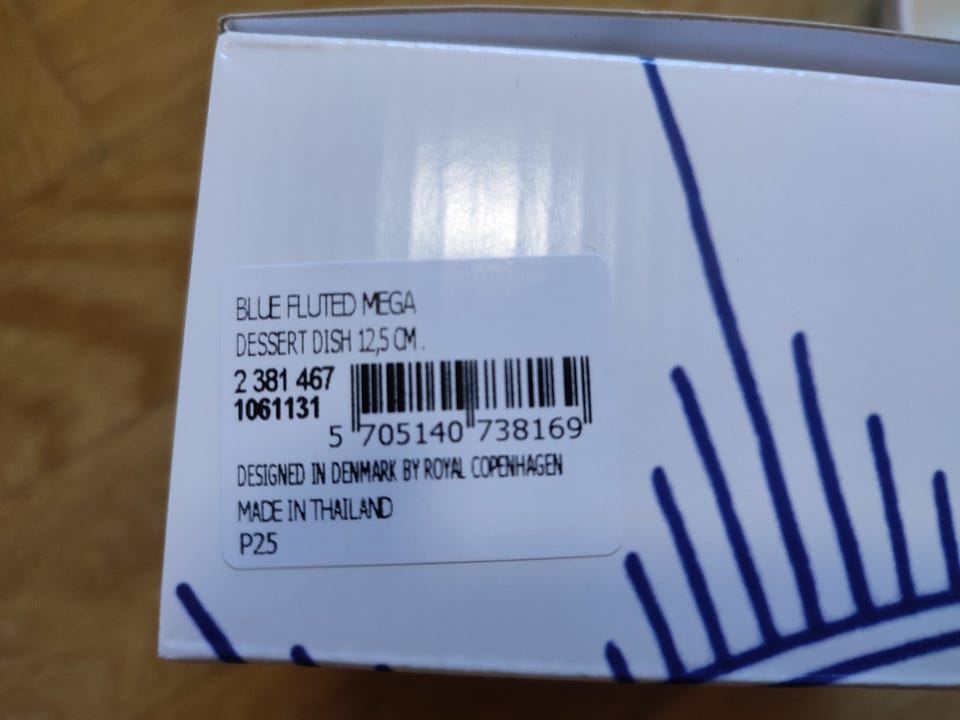 BLUE FLUTED MEGA
DESSERT DISH 12,5 CM.
2 381 467
1061131
5 705140 738169
DESIGNED IN DENMARK BY ROYAL COPENHAGEN
MADE IN THAILAND
P25